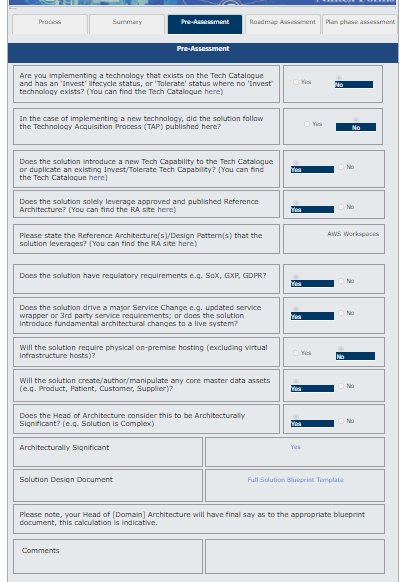 Process Summary Pre-Assessment Roadmap Assessment Plan phase assessment
Pre-Assessment
Are you implementing a technology that exists on the Tech Catalogue
and has an 'Invest' lifecycle status, or 'Tolerate' status where no 'Invest'
technology exists? (You can find the Tech Catalogue here)
Yes No
In the case of implementing a new technology, did the solution follow
the Technology Acquisition Process (TAP) published here?
Yes No
Does the solution introduce a new Tech Capability to the Tech Catalogue
or duplicate an existing Invest/Tolerate Tech Capability? (You can find
the Tech Catalogue here)
Yes No
Does the solution solely leverage approved and published Reference
Architecture? (You can find the RA site here)
Yes No
Please state the Reference Architecture(s)/Design Pattern(s) that the
solution leverages? (You can find the RA site here)
AWS Workspaces
Does the solution have regulatory requirements e.g. SoX, GXP, GDPR?
Yes No
Does the solution drive a major Service Change e.g. updated service
wrapper or 3rd party service requirements; or does the solution
introduce fundamental architectural changes to a live system?
Yes No
Will the solution require physical on-premise hosting (excluding virtual
infrastructure hosts)?
Yes No
Will the solution create/author/manipulate any core master data assets
(e.g. Product, Patient, Customer, Supplier)?
Yes No
Does the Head of Architecture consider this to be Architecturally
Significant? (e.g. Solution is Complex)
Yes No
Architecturally Significant Yes
Solution Design Document Full Solution Blueprint Template
Please note, your Head of [Domain] Architecture will have final say as to the appropriate blueprint
document, this calculation is indicative.
Comments